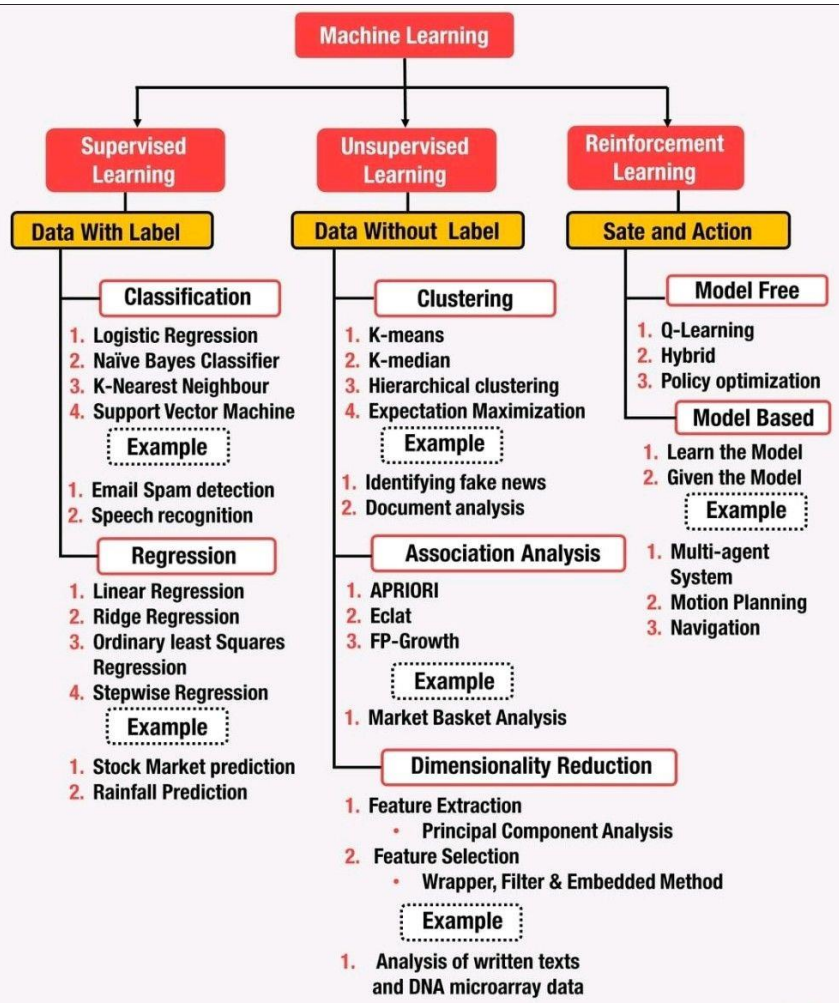 Machine Learning
Supervised
Learning
Data With Label
Classification
1. Logistic Regression
2. Naïve Bayes Classifier
3. K-Nearest Neighbour
4. Support Vector Machine
Example
1. Email Spam detection
2. Speech recognition
Regression
1. Linear Regression
2. Ridge Regression
3. Ordinary least Squares
Regression
4. Stepwise Regression
Example
1. Stock Market prediction
2. Rainfall Prediction
Unsupervised
Learning
Data Without Label
Clustering
1. K-means
2. K-median
3. Hierarchical clustering
4. Expectation Maximization
Example
1. Identifying fake news
2. Document analysis
Association Analysis
1. APRIORI
2. Eclat
3. FP-Growth
Example
1. Market Basket Analysis
Dimensionality Reduction
1. Feature Extraction
• Principal Component Analysis
2. Feature Selection
• Wrapper, Filter & Embedded Method
Example
1. Analysis of written texts
and DNA microarray data
Reinforcement
Learning
Sate and Action
Model Free
1. Q-Learning
2. Hybrid
3. Policy optimization
Model Based
1. Learn the Model
2. Given the Model
Example
1. Multi-agent
System
2. Motion Planning
3. Navigation